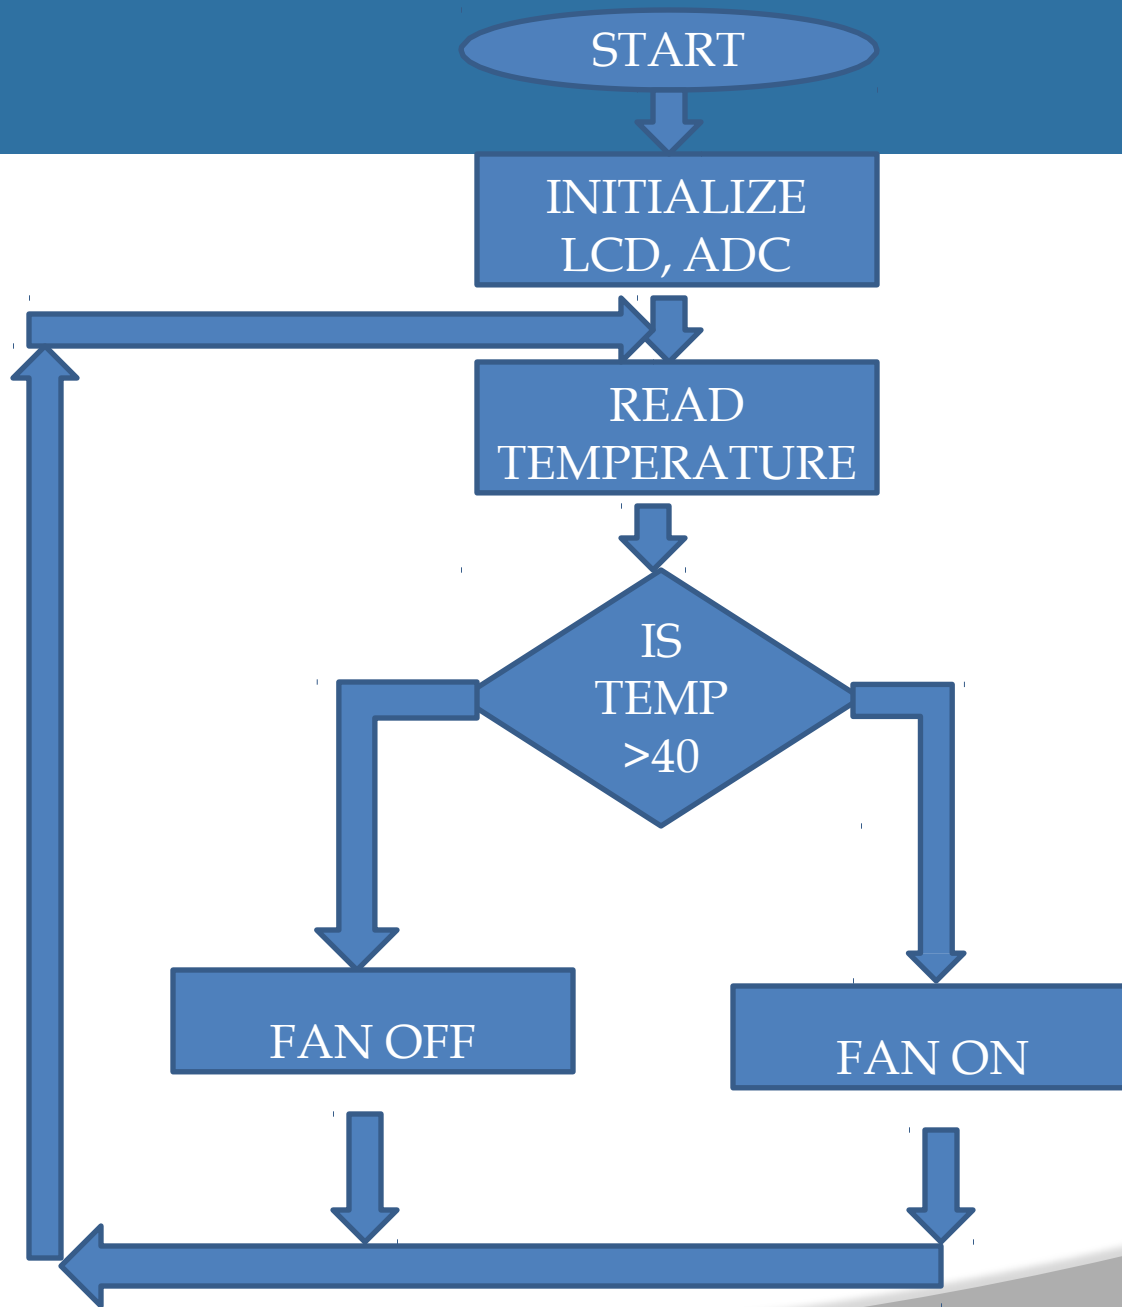 START
INITIALIZE
LCD, ADC
READ
TEMPERATURE
IS
TEMP
>40
FAN OFF
FAN ON